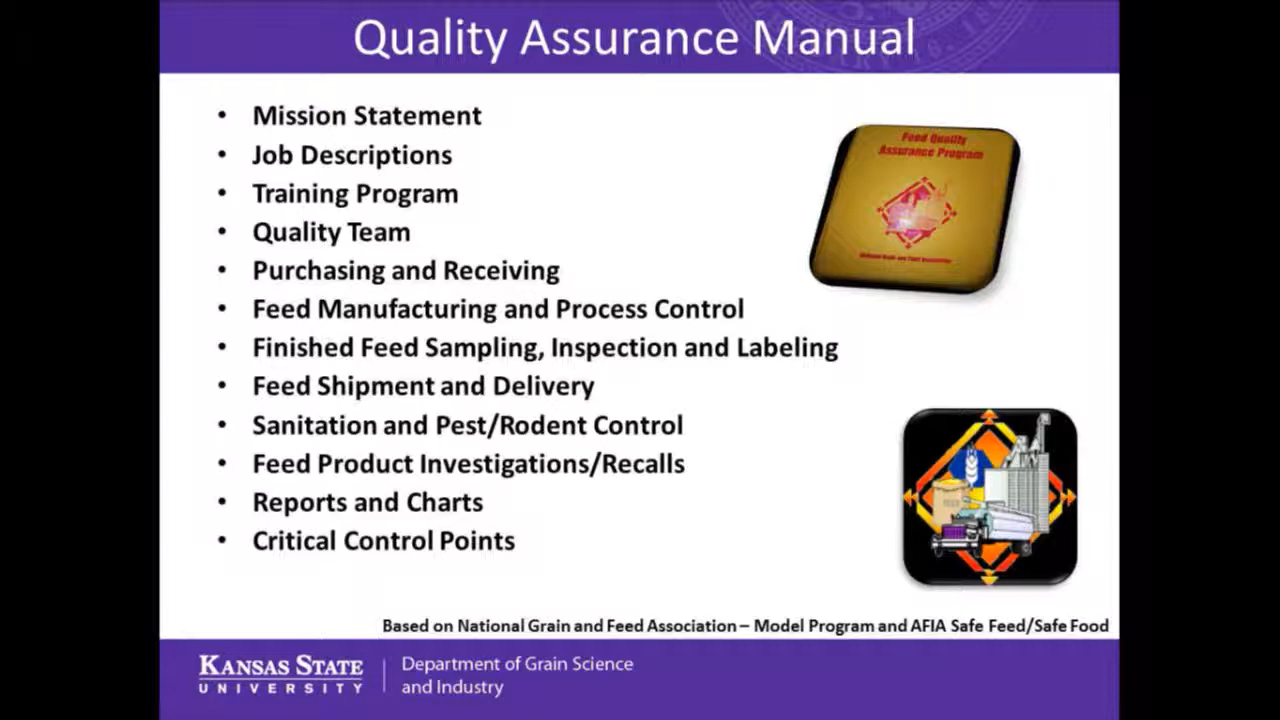 Quality Assurance Manual
• Mission Statement
• Job Descriptions
• Training Program
• Quality Team
• Purchasing and Receiving
• Feed Manufacturing and Process Control
• Finished Feed Sampling, Inspection and Labeling
• Feed Shipment and Delivery
• Sanitation and Pest/Rodent Control
• Feed Product Investigations/Recalls
• Reports and Charts
• Critical Control Points
Feed Quality
Assurance Program
Based on National Grain and Feed Association – Model Program and AFIA Safe Feed/Safe Food
KANSAS STATE
UNIVERSITY
Department of Grain Science
and Industry